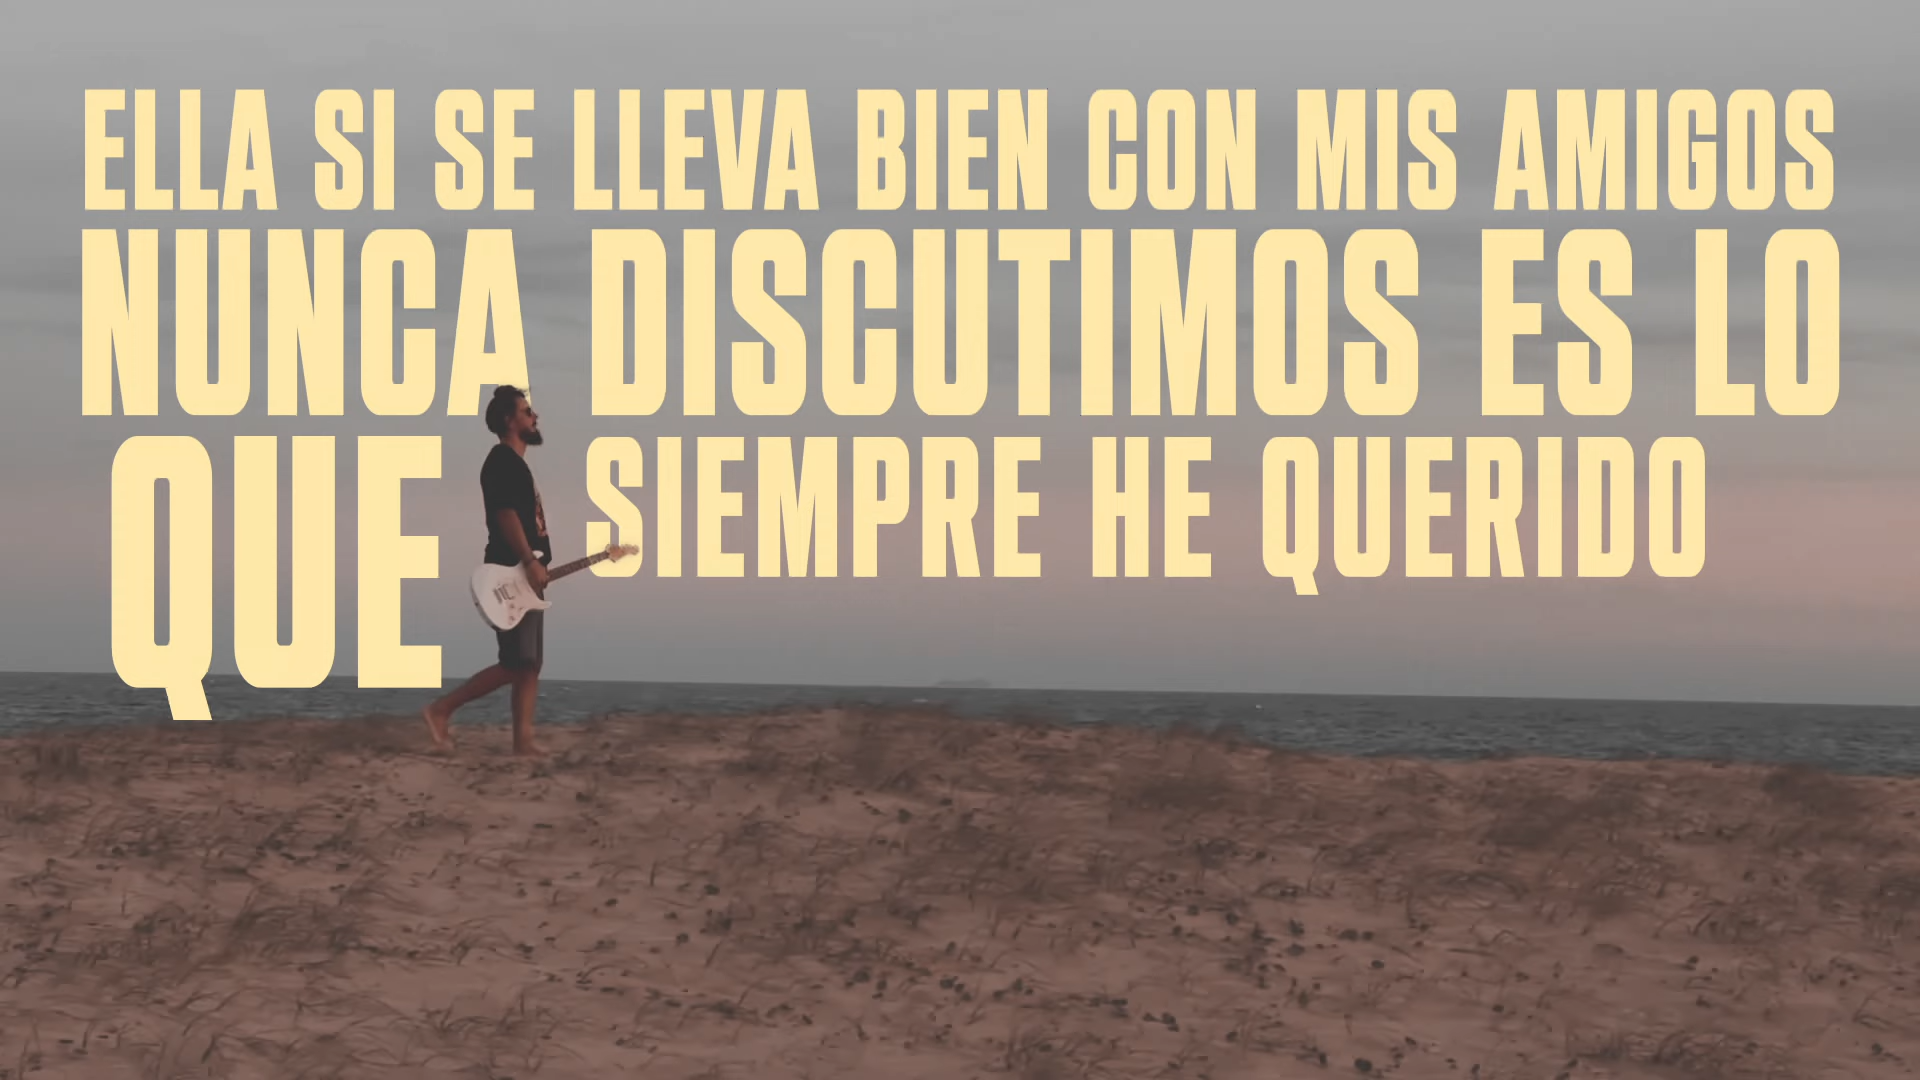 ELLA SI SE LLEVA BIEN CON MIS AMIGOS
NUNCA DISCUTIMOS ES LO
QUE SIEMPRE HE QUERIDO